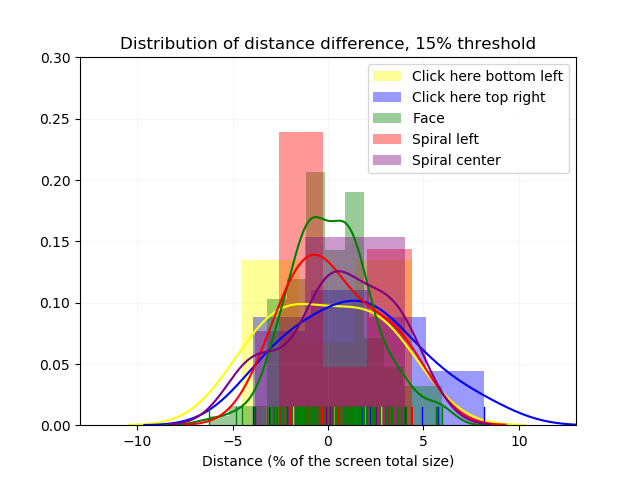 Distribution of distance difference, 15% threshold
0.30
0.25
0.20
0.15
0.10
0.05
0.00
Click here bottom left
Click here top right
Face
Spiral left
Spiral center
−10
−5
0
5
10
Distance (% of the screen total size)